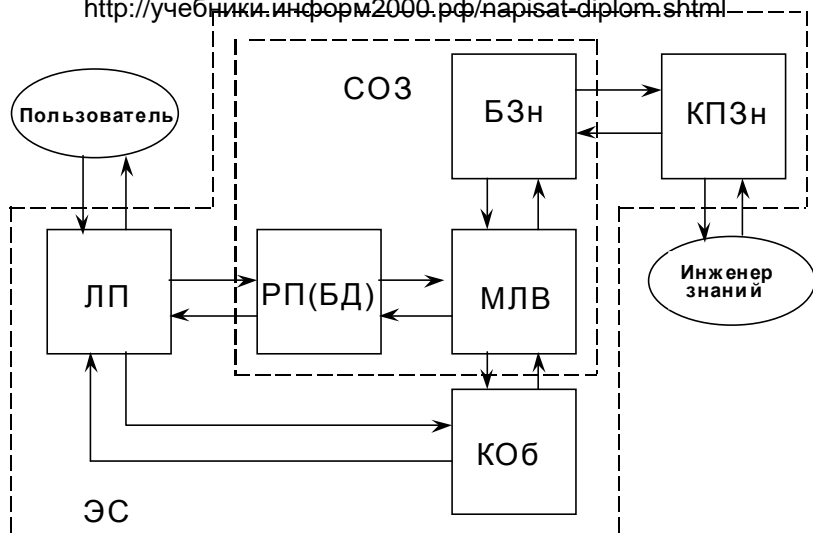 http://учебники.информ2000.рф/napisat-diplom.shtml
СОЗ
БЗн
КПЗн
Пользователь
ЛП
РП(БД)
МЛВ
Инженер
знаний
КОб
ЭС